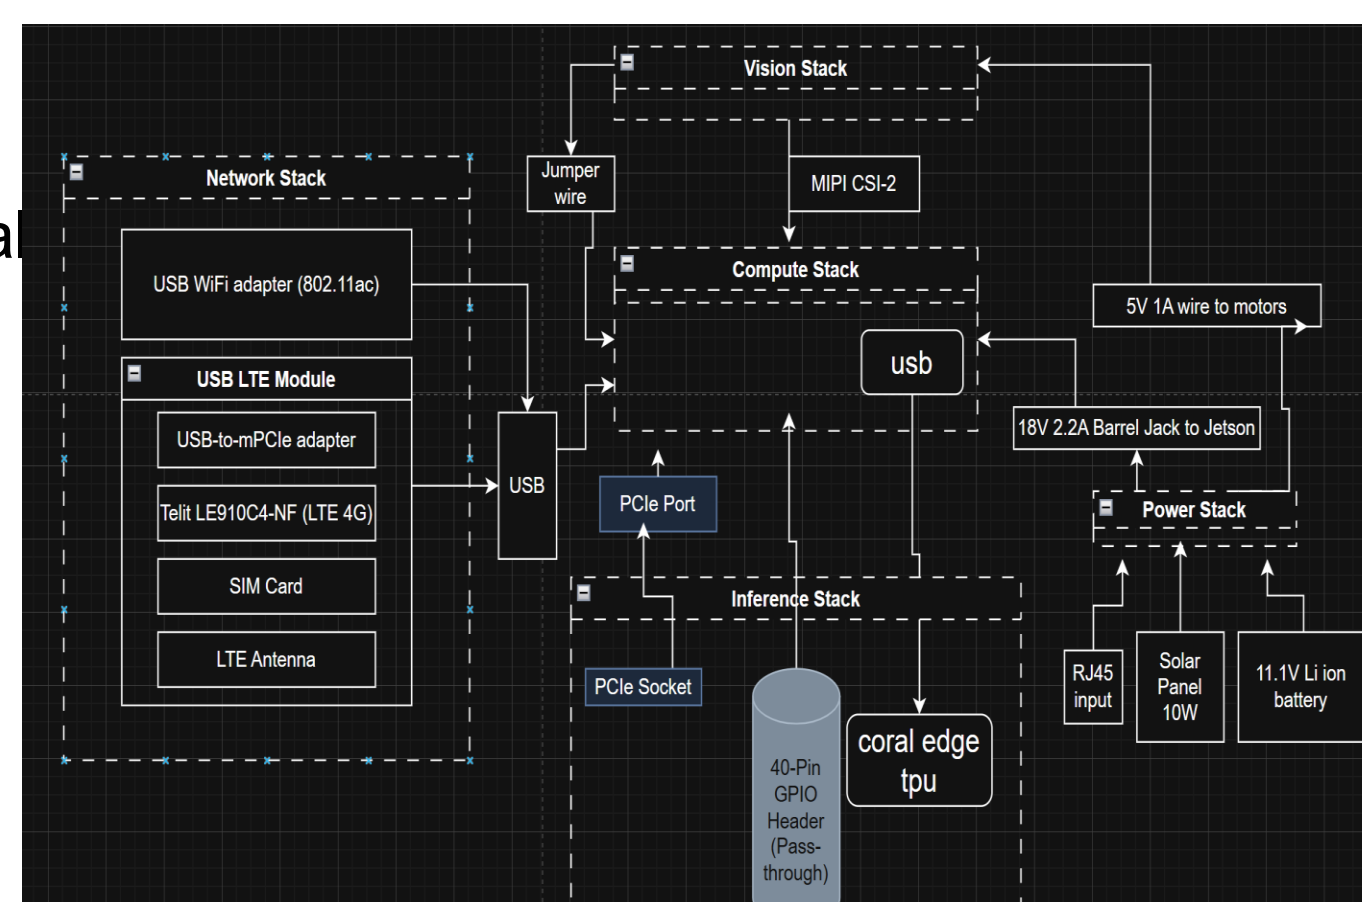 Vision Stack
Jumper
wire
MIPI CSI-2
Network Stack
al
USB WiFi adapter (802.11ac)
USB LTE Module
USB-to-mPCIe adapter
Telit LE910C4-NF (LTE 4G)
SIM Card
LTE Antenna
USB
Compute Stack
usb
5V 1A wire to motors
18V 2.2A Barrel Jack to Jetson
Power Stack
RJ45
input
Solar
Panel
10W
11.1V Li ion
battery
PCIe Port
Inference Stack
PCIe Socket
40-Pin
GPIO
Header
(Pass-
through)
coral edge
tpu